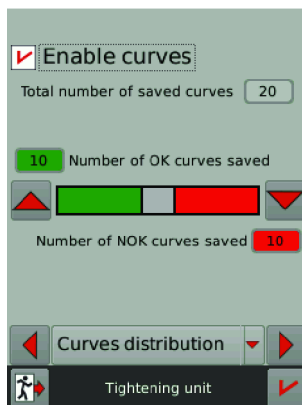 Enable curves
Total number of saved curves 20
10 Number of OK curves saved
Number of NOK curves saved 10
Curves distribution
Tightening unit